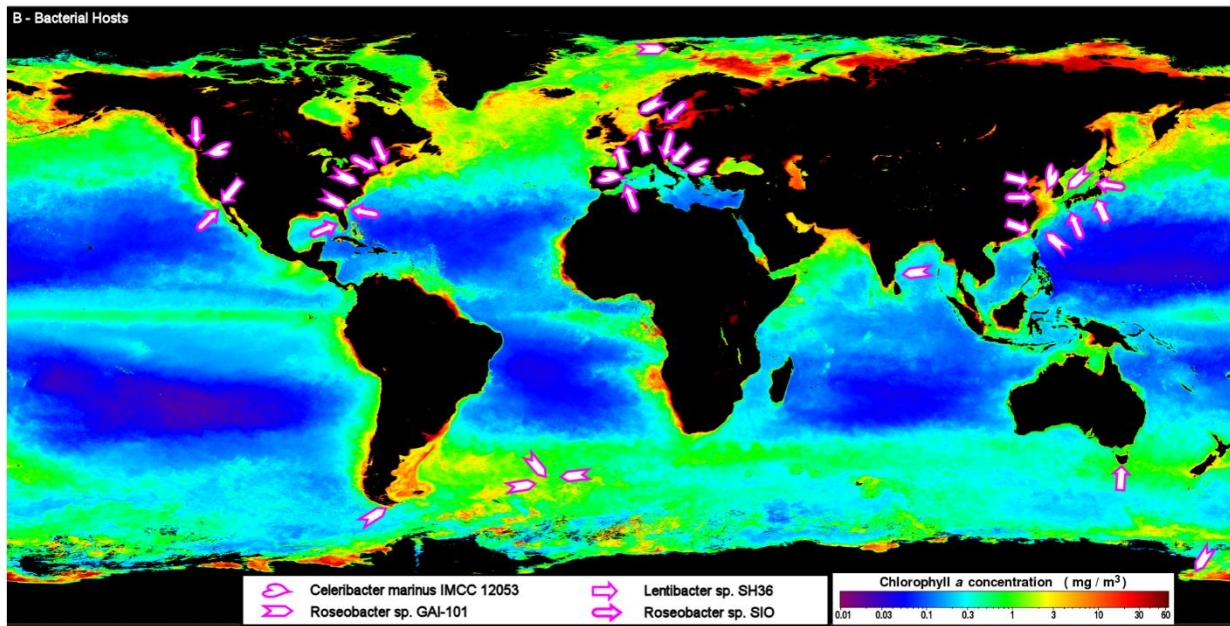 B - Bacterial Hosts
Celeribacter marinus IMCC 12053
Roseobacter sp. GAI-101
Lentibacter sp. SH36
Roseobacter sp. SIO
Chlorophyll a concentration ( mg / m³)
0.01 0.03 0.1 0.3 1 3 10 30 60